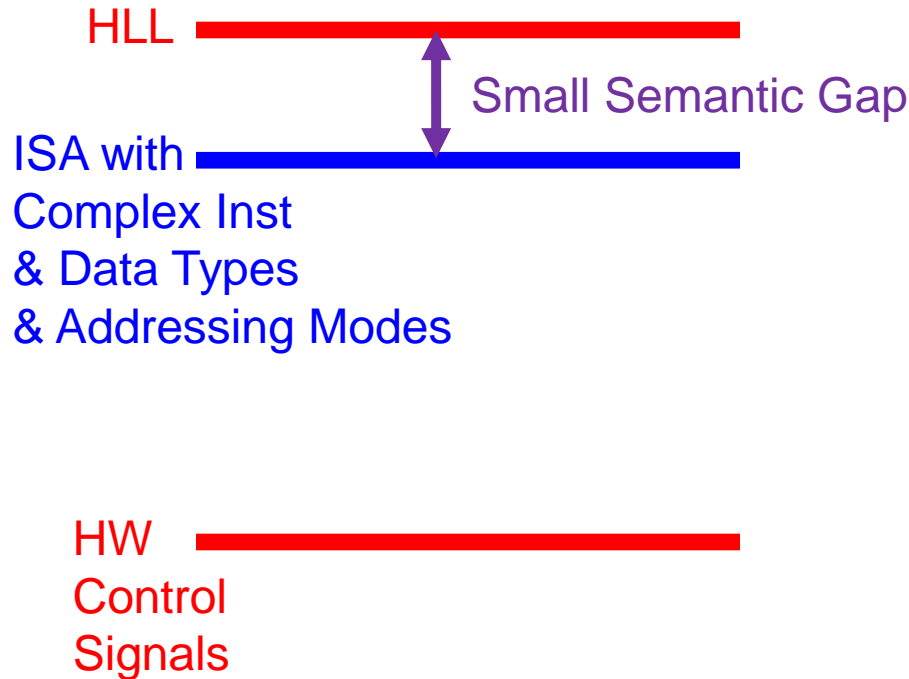 HLL
Small Semantic Gap
ISA with
Complex Inst
& Data Types
& Addressing Modes
HW
Control
Signals